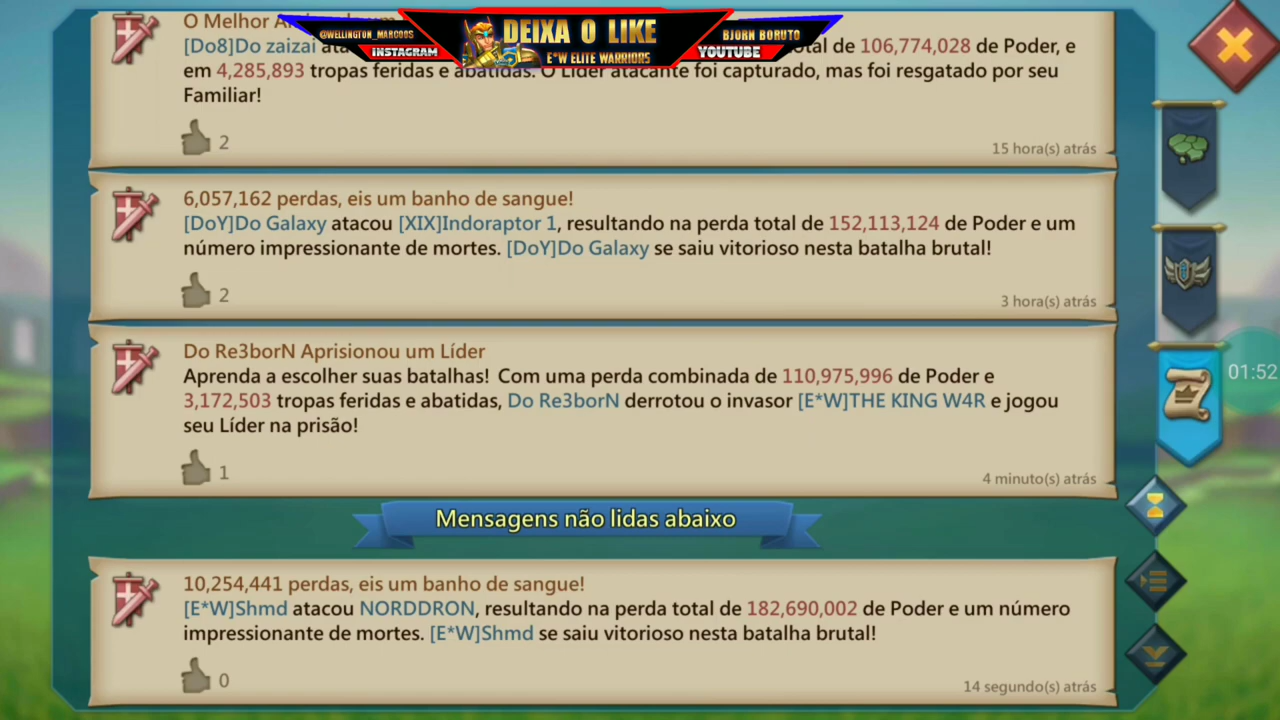 O Melhor
@WELLINGTON_MARCOOS
INSTAGRAM
DEIXA O LIKE
E*W ELITE WARRIORS
BJORN BORUTO
YOUTUBE
[Do8]Do zaizai de 106,774,028 de Poder, e
em 4,285,893 tropas feridas e abatidas. O Líder atacante foi capturado, mas foi resgatado por seu
Familiar!
2
15 hora(s) atrás
6,057,162 perdas, eis um banho de sangue!
[DoY]Do Galaxy atacou [XIX]Indoraptor 1, resultando na perda total de 152,113,124 de Poder e um
número impressionante de mortes. [DoY]Do Galaxy se saiu vitorioso nesta batalha brutal!
2
3 hora(s) atrás
Do Re3borN Aprisionou um Líder
Aprenda a escolher suas batalhas! Com uma perda combinada de 110,975,996 de Poder e
3,172,503 tropas feridas e abatidas, Do Re3borN derrotou o invasor [E*W]THE KING W4R e jogou
seu Líder na prisão!
1
4 minuto(s) atrás
01:52
Mensagens não lidas abaixo
10,254,441 perdas, eis um banho de sangue!
[E*W]Shmd atacou NORDDRON, resultando na perda total de 182,690,002 de Poder e um número
impressionante de mortes. [E*W]Shmd se saiu vitorioso nesta batalha brutal!
0
14 segundo(s) atrás